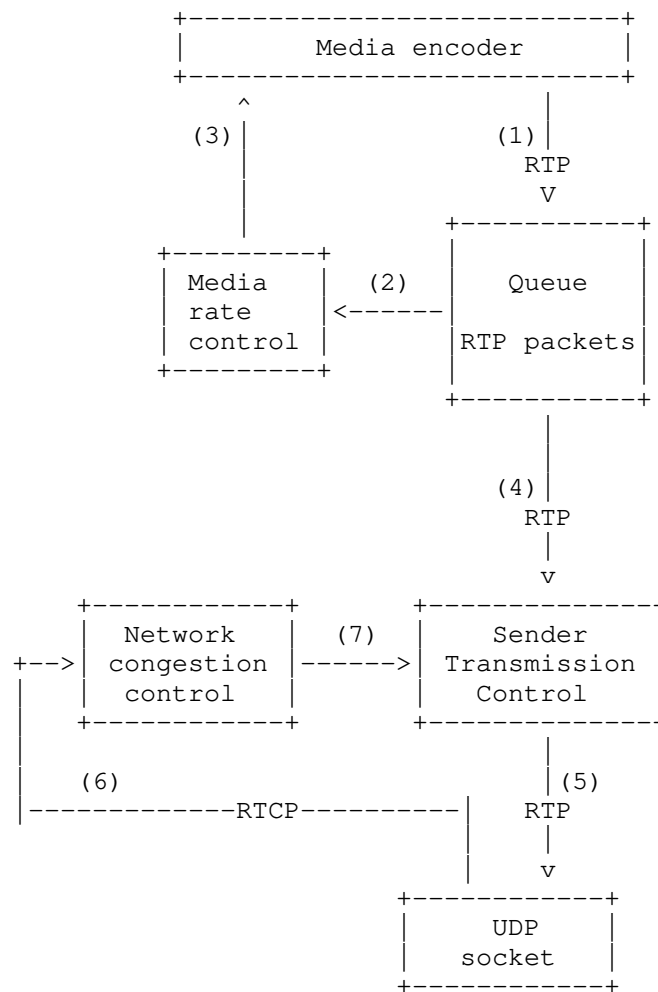 Media encoder
(3) (1)
RTP
Media (2) Queue
rate
control RTP packets
(4)
RTP
Network (7) Sender
congestion Transmission
control Control
(6) (5)
RTCP RTP
UDP
socket